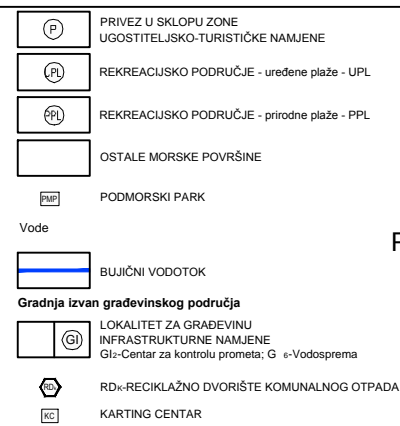 P PRIVEZ U SKLOPU ZONE
UGOSTITELJSKO-TURISTIČKE NAMJENE
UPL REKREACIJSKO PODRUČJE - uređene plaže - UPL
PPL REKREACIJSKO PODRUČJE - prirodne plaže - PPL
OSTALE MORSKE POVRŠINE
PMP PODMORSKI PARK
Vode
BUJIČNI VODOTOK
Gradnja izvan građevinskog područja
LOKALITET ZA GRAĐEVINU
GI INFRASTRUKTURNE NAMJENE
GI2-Centar za kontrolu prometa; G 6-Vodosprema
RDK RDK-RECIKLAŽNO DVORIŠTE KOMUNALNOG OTPADA
KC KARTING CENTAR